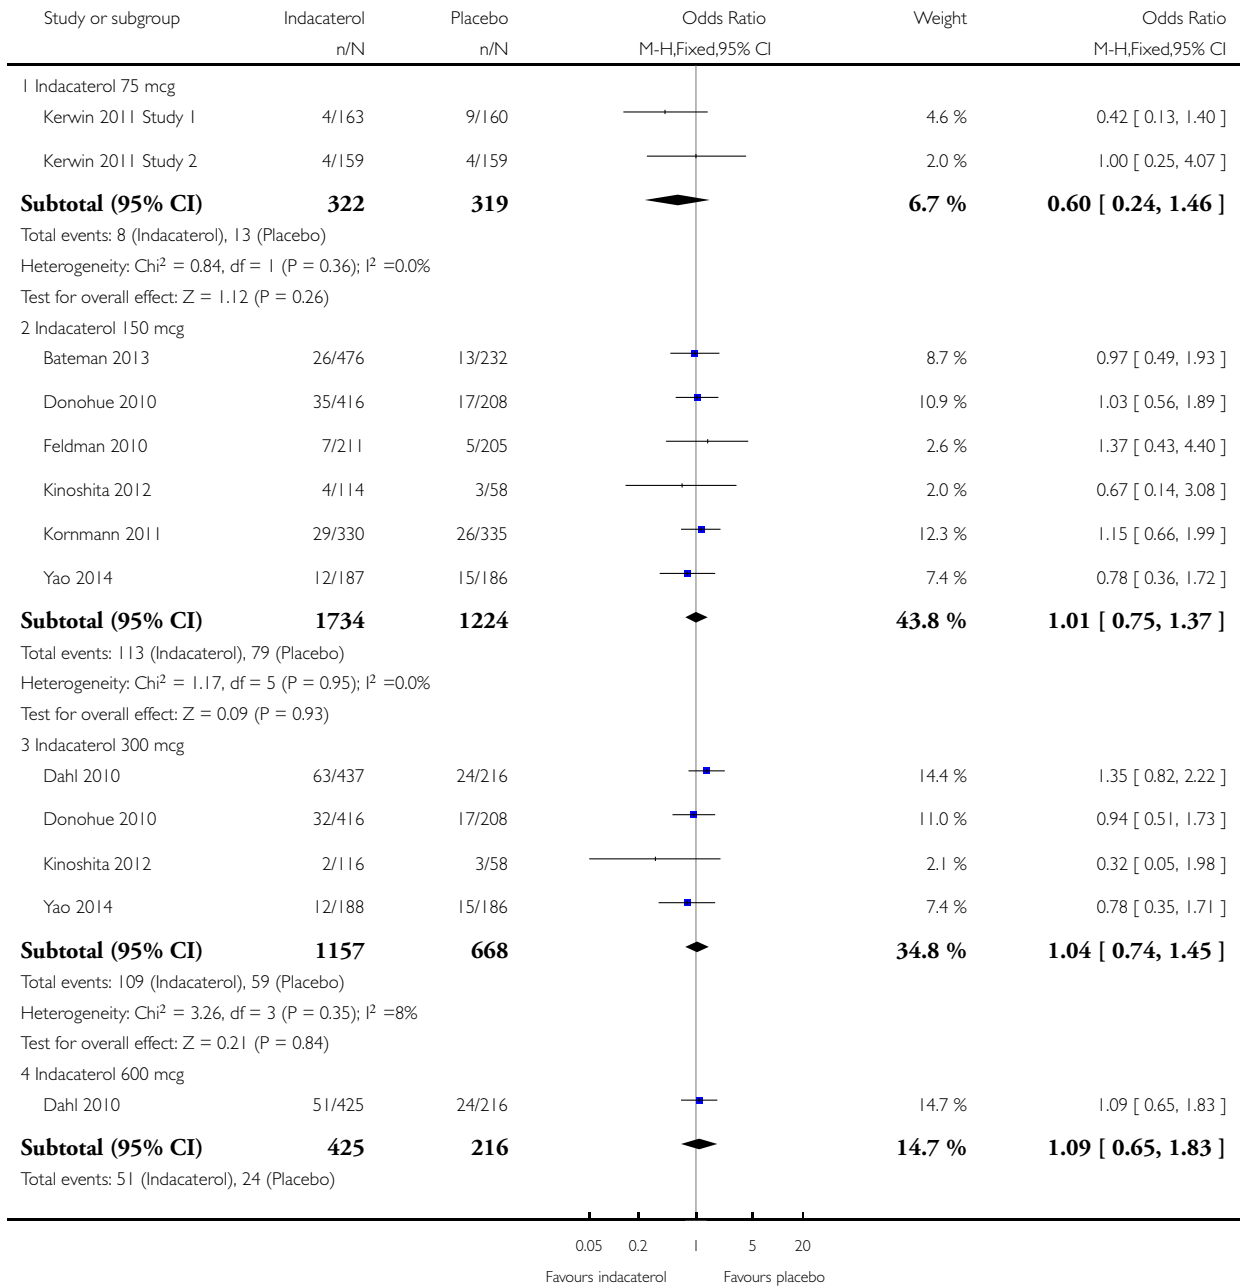 Study or subgroup Indacaterol Placebo Odds Ratio Weight Odds Ratio
n/N n/N M-H,Fixed,95% CI M-H,Fixed,95% CI
1 Indacaterol 75 mcg
Kerwin 2011 Study 1 4/163 9/160 4.6 % 0.42 [ 0.13, 1.40 ]
Kerwin 2011 Study 2 4/159 4/159 2.0 % 1.00 [ 0.25, 4.07 ]
Subtotal (95% CI) 322 319 6.7 % 0.60 [ 0.24, 1.46 ]
Total events: 8 (Indacaterol), 13 (Placebo)
Heterogeneity: Chi² = 0.84, df = 1 (P = 0.36); I² =0.0%
Test for overall effect: Z = 1.12 (P = 0.26)
2 Indacaterol 150 mcg
Bateman 2013 26/476 13/232 8.7 % 0.97 [ 0.49, 1.93 ]
Donohue 2010 35/416 17/208 10.9 % 1.03 [ 0.56, 1.89 ]
Feldman 2010 7/211 5/205 2.6 % 1.37 [ 0.43, 4.40 ]
Kinoshita 2012 4/114 3/58 2.0 % 0.67 [ 0.14, 3.08 ]
Kornmann 2011 29/330 26/335 12.3 % 1.15 [ 0.66, 1.99 ]
Yao 2014 12/187 15/186 7.4 % 0.78 [ 0.36, 1.72 ]
Subtotal (95% CI) 1734 1224 43.8 % 1.01 [ 0.75, 1.37 ]
Total events: 113 (Indacaterol), 79 (Placebo)
Heterogeneity: Chi² = 1.17, df = 5 (P = 0.95); I² =0.0%
Test for overall effect: Z = 0.09 (P = 0.93)
3 Indacaterol 300 mcg
Dahl 2010 63/437 24/216 14.4 % 1.35 [ 0.82, 2.22 ]
Donohue 2010 32/416 17/208 11.0 % 0.94 [ 0.51, 1.73 ]
Kinoshita 2012 2/116 3/58 2.1 % 0.32 [ 0.05, 1.98 ]
Yao 2014 12/188 15/186 7.4 % 0.78 [ 0.35, 1.71 ]
Subtotal (95% CI) 1157 668 34.8 % 1.04 [ 0.74, 1.45 ]
Total events: 109 (Indacaterol), 59 (Placebo)
Heterogeneity: Chi² = 3.26, df = 3 (P = 0.35); I² =8%
Test for overall effect: Z = 0.21 (P = 0.84)
4 Indacaterol 600 mcg
Dahl 2010 51/425 24/216 14.7 % 1.09 [ 0.65, 1.83 ]
Subtotal (95% CI) 425 216 14.7 % 1.09 [ 0.65, 1.83 ]
Total events: 51 (Indacaterol), 24 (Placebo)
0.05 0.2 1 5 20
Favours indacaterol Favours placebo